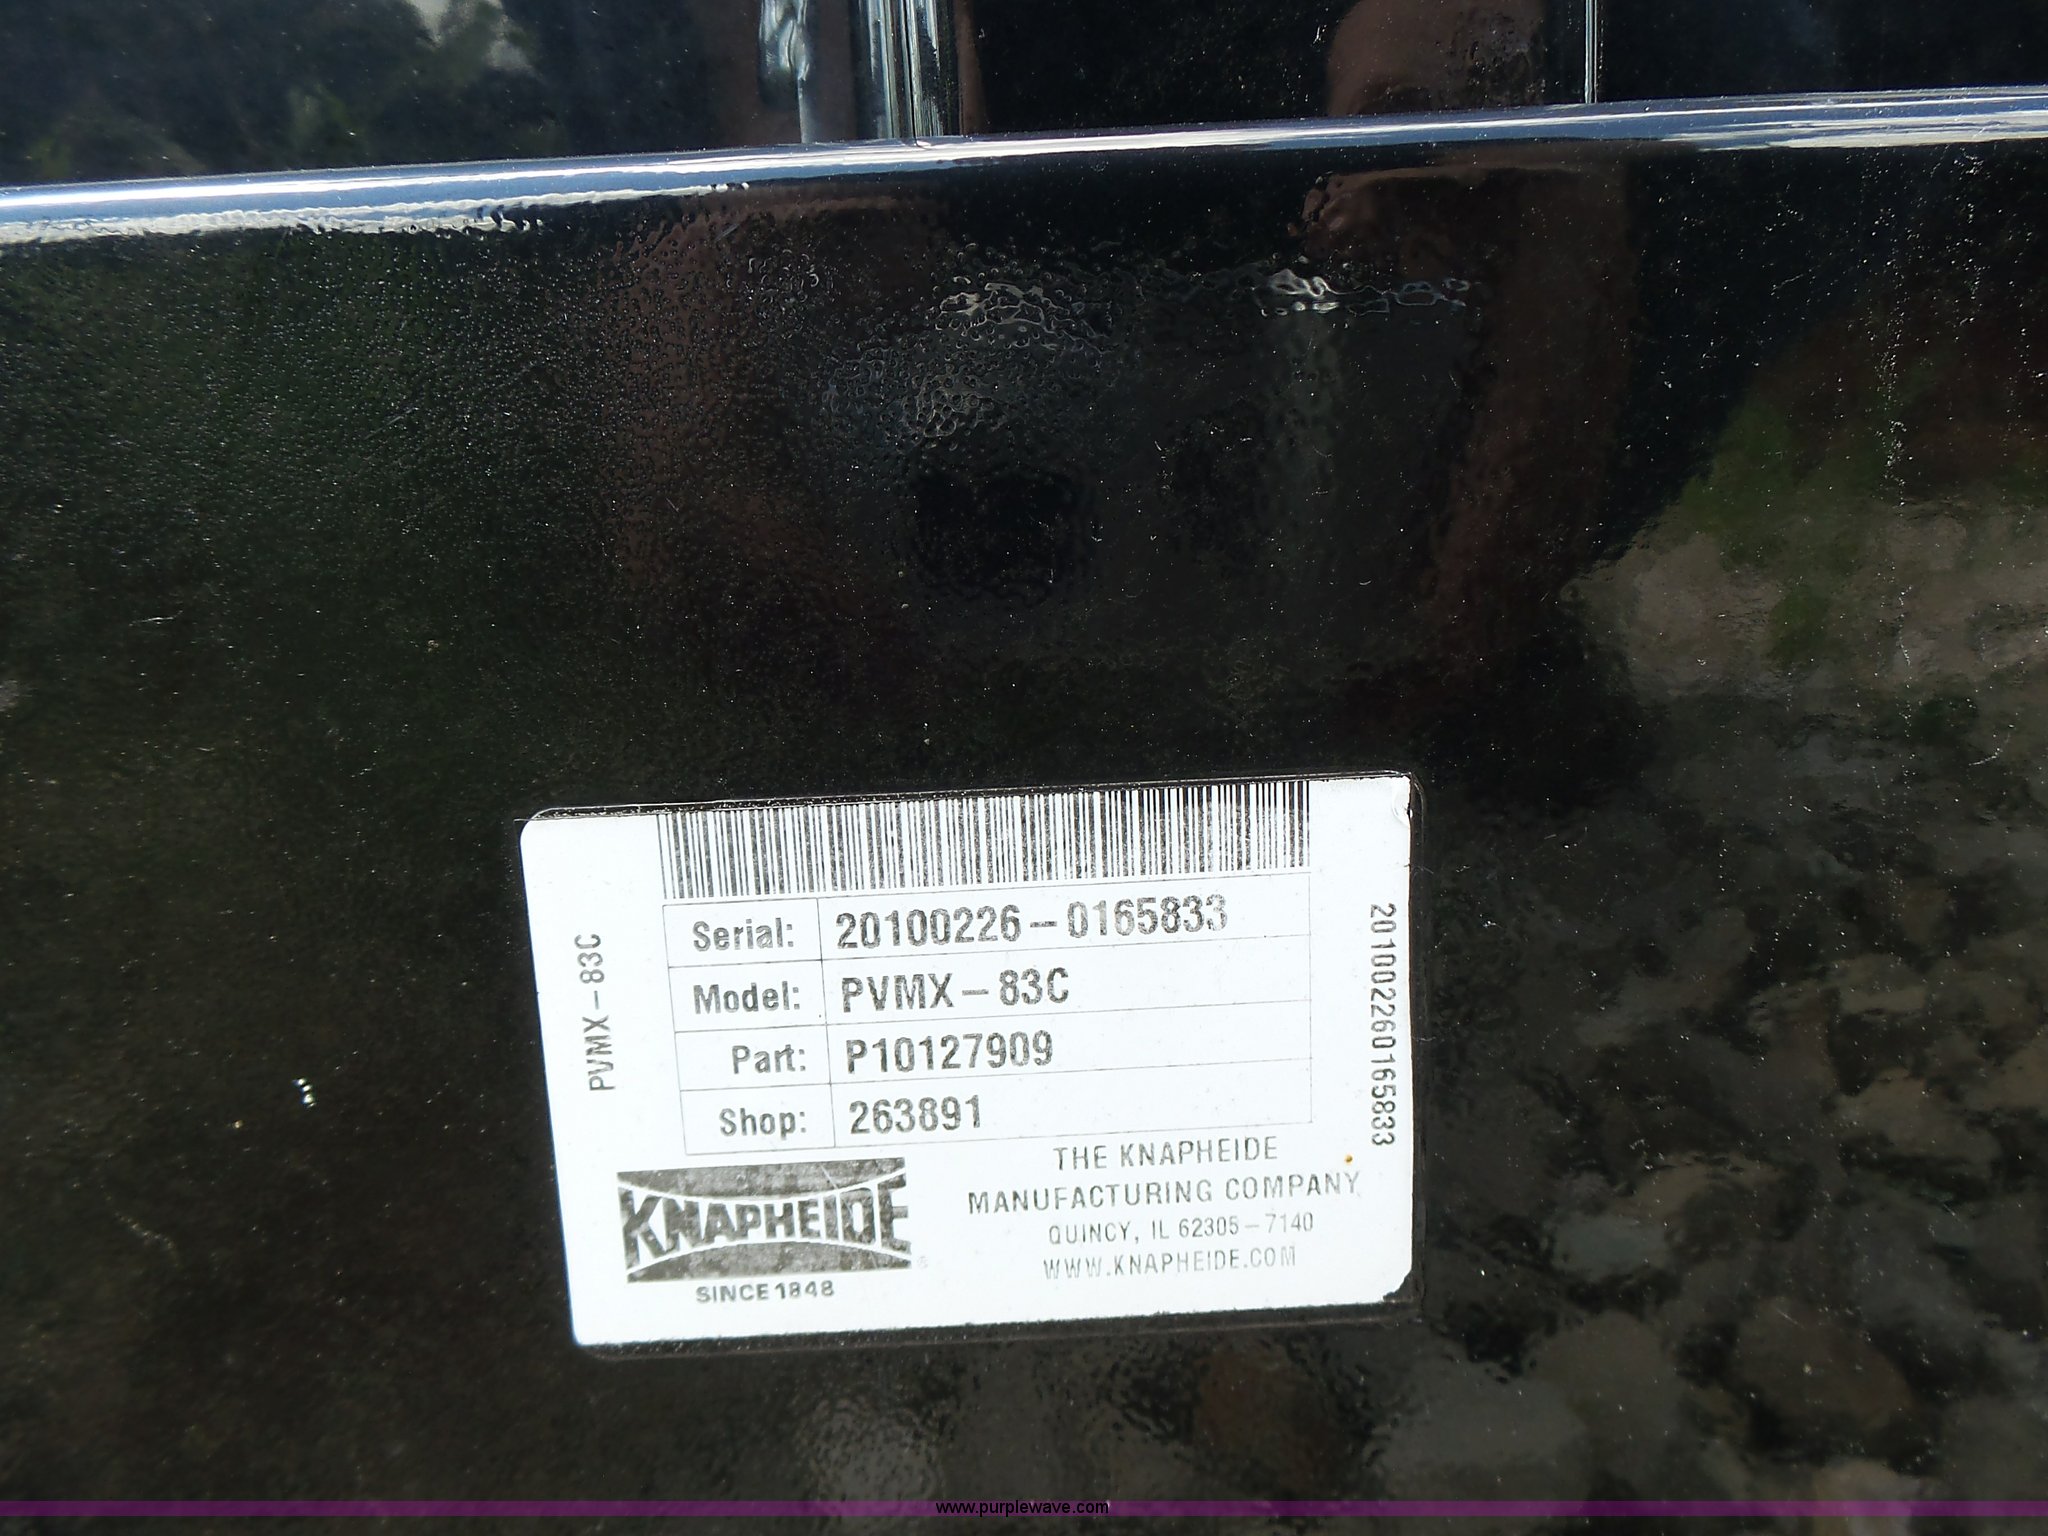 Serial: 20100226-0165833
Model: PVMX-83C
Part: P10127909
Shop: 263891
PVMX-83C
201002260165833
KNAPHEIDE ®
SINCE 1848
THE KNAPHEIDE
MANUFACTURING COMPANY
QUINCY, IL 62305-7140
WWW.KNAPHEIDE.COM
www.purplewave.com